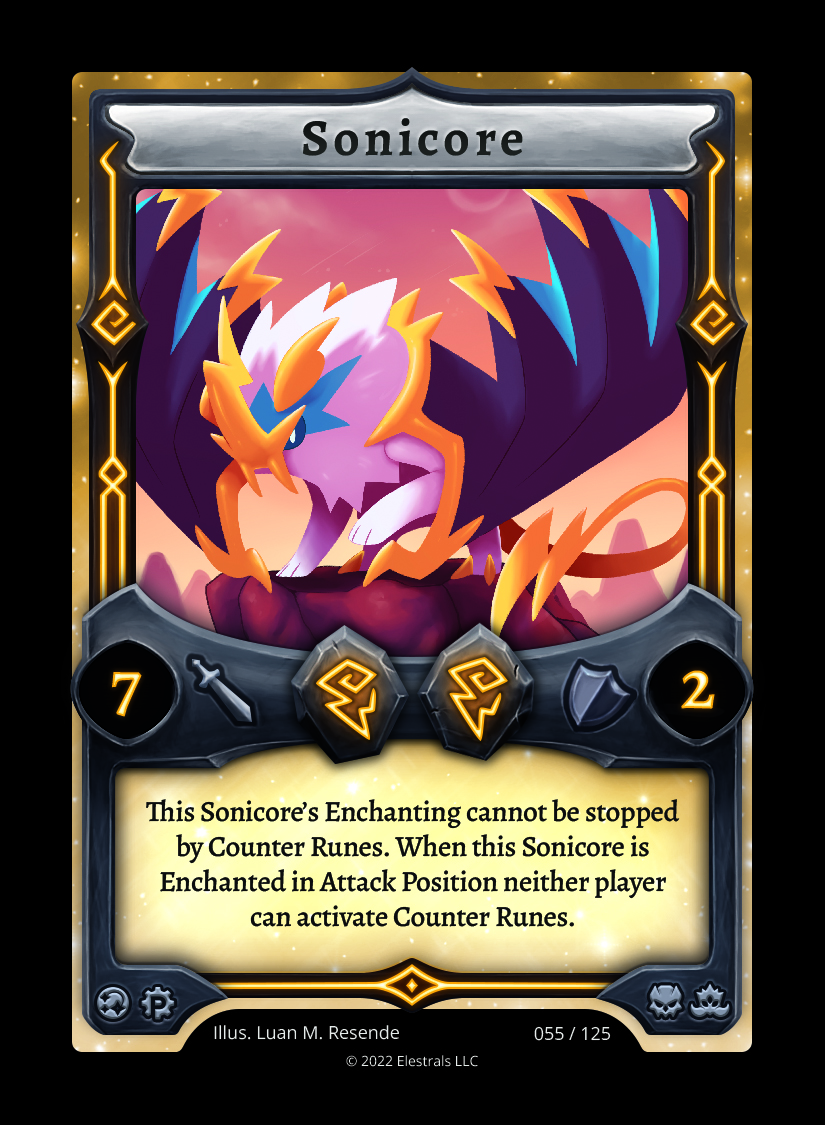 Sonicore
7
2
This Sonicore's Enchanting cannot be stopped
by Counter Runes. When this Sonicore is
Enchanted in Attack Position neither player
can activate Counter Runes.
Illus. Luan M. Resende
055 / 125
© 2022 Elestrals LLC